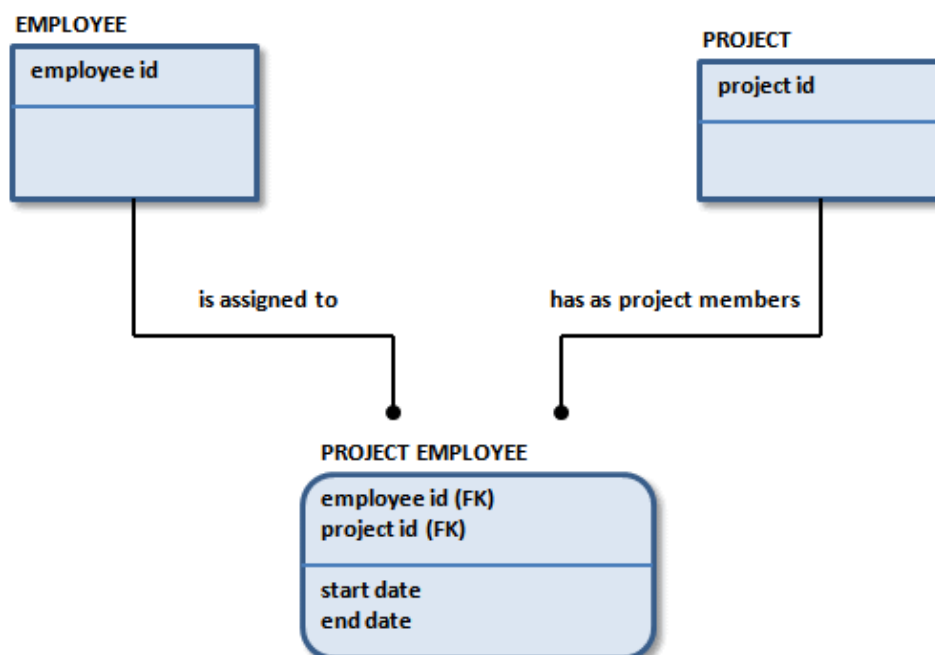 EMPLOYEE
employee id
PROJECT
project id
is assigned to
has as project members
PROJECT EMPLOYEE
employee id (FK)
project id (FK)
start date
end date